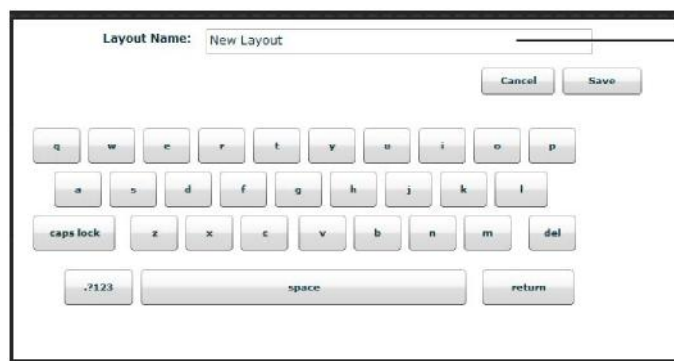 Layout Name: New Layout
Cancel Save
q w e r t y u i o p
a s d f g h j k l
caps lock z x c v b n m del
.?123 space return